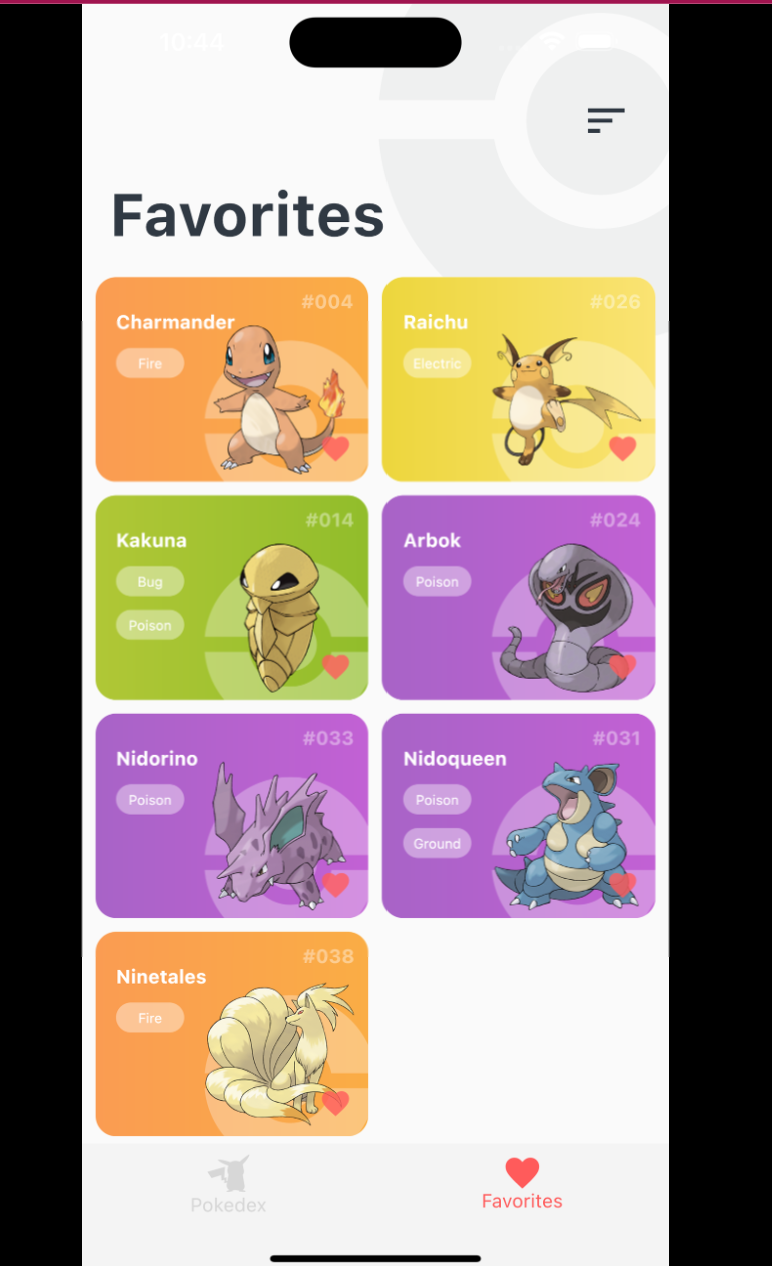 10:44
Favorites
#004
Charmander
Fire
#026
Raichu
Electric
#014
Kakuna
Bug
Poison
#024
Arbok
Poison
#033
Nidorino
Poison
#031
Nidoqueen
Poison
Ground
#038
Ninetales
Fire
Pokedex
Favorites